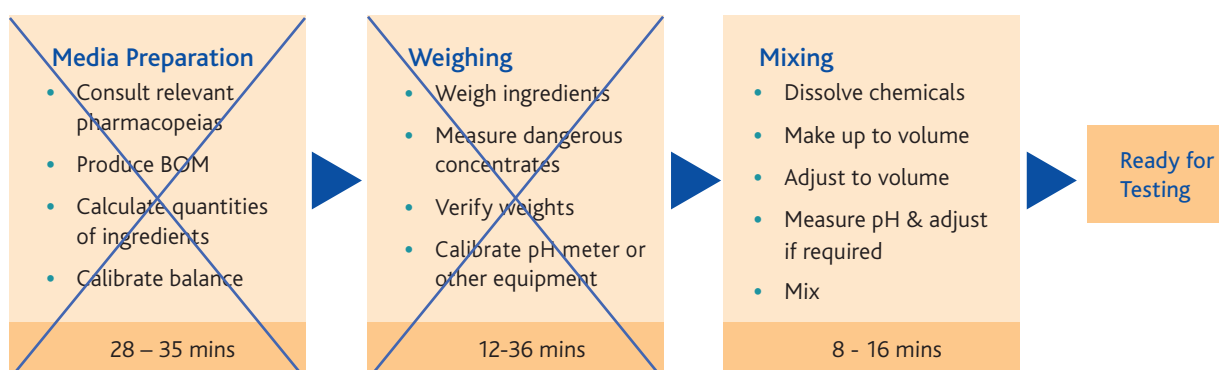 Media Preparation
• Consult relevant
pharmacopeias
• Produce BOM
• Calculate quantities
of ingredients
• Calibrate balance
28 – 35 mins
Weighing
• Weigh ingredients
• Measure dangerous
concentrates
• Verify weights
• Calibrate pH meter or
other equipment
12-36 mins
Mixing
• Dissolve chemicals
• Make up to volume
• Adjust to volume
• Measure pH & adjust
if required
• Mix
8 - 16 mins
Ready for
Testing